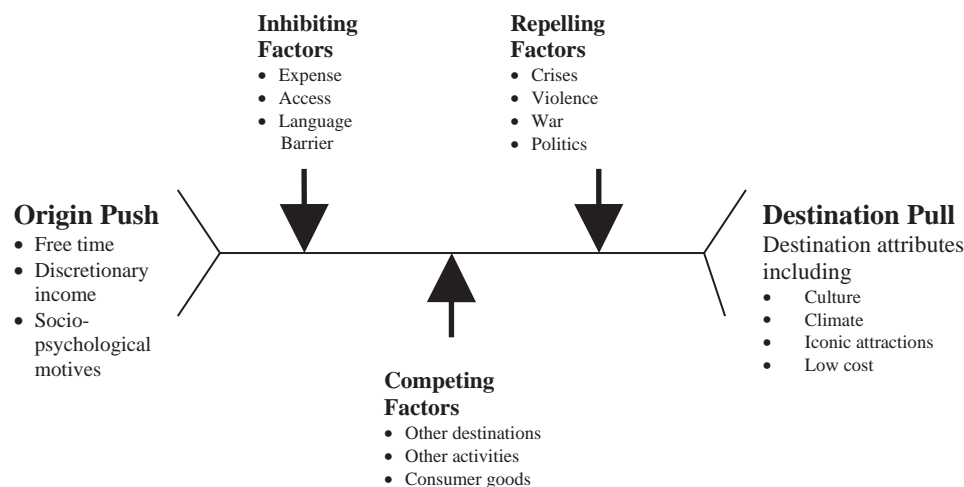 Inhibiting
Factors
• Expense
• Access
• Language
Barrier
Repelling
Factors
• Crises
• Violence
• War
• Politics
Origin Push
• Free time
• Discretionary
income
• Socio-
psychological
motives
Destination Pull
Destination attributes
including
• Culture
• Climate
• Iconic attractions
• Low cost
Competing
Factors
• Other destinations
• Other activities
• Consumer goods